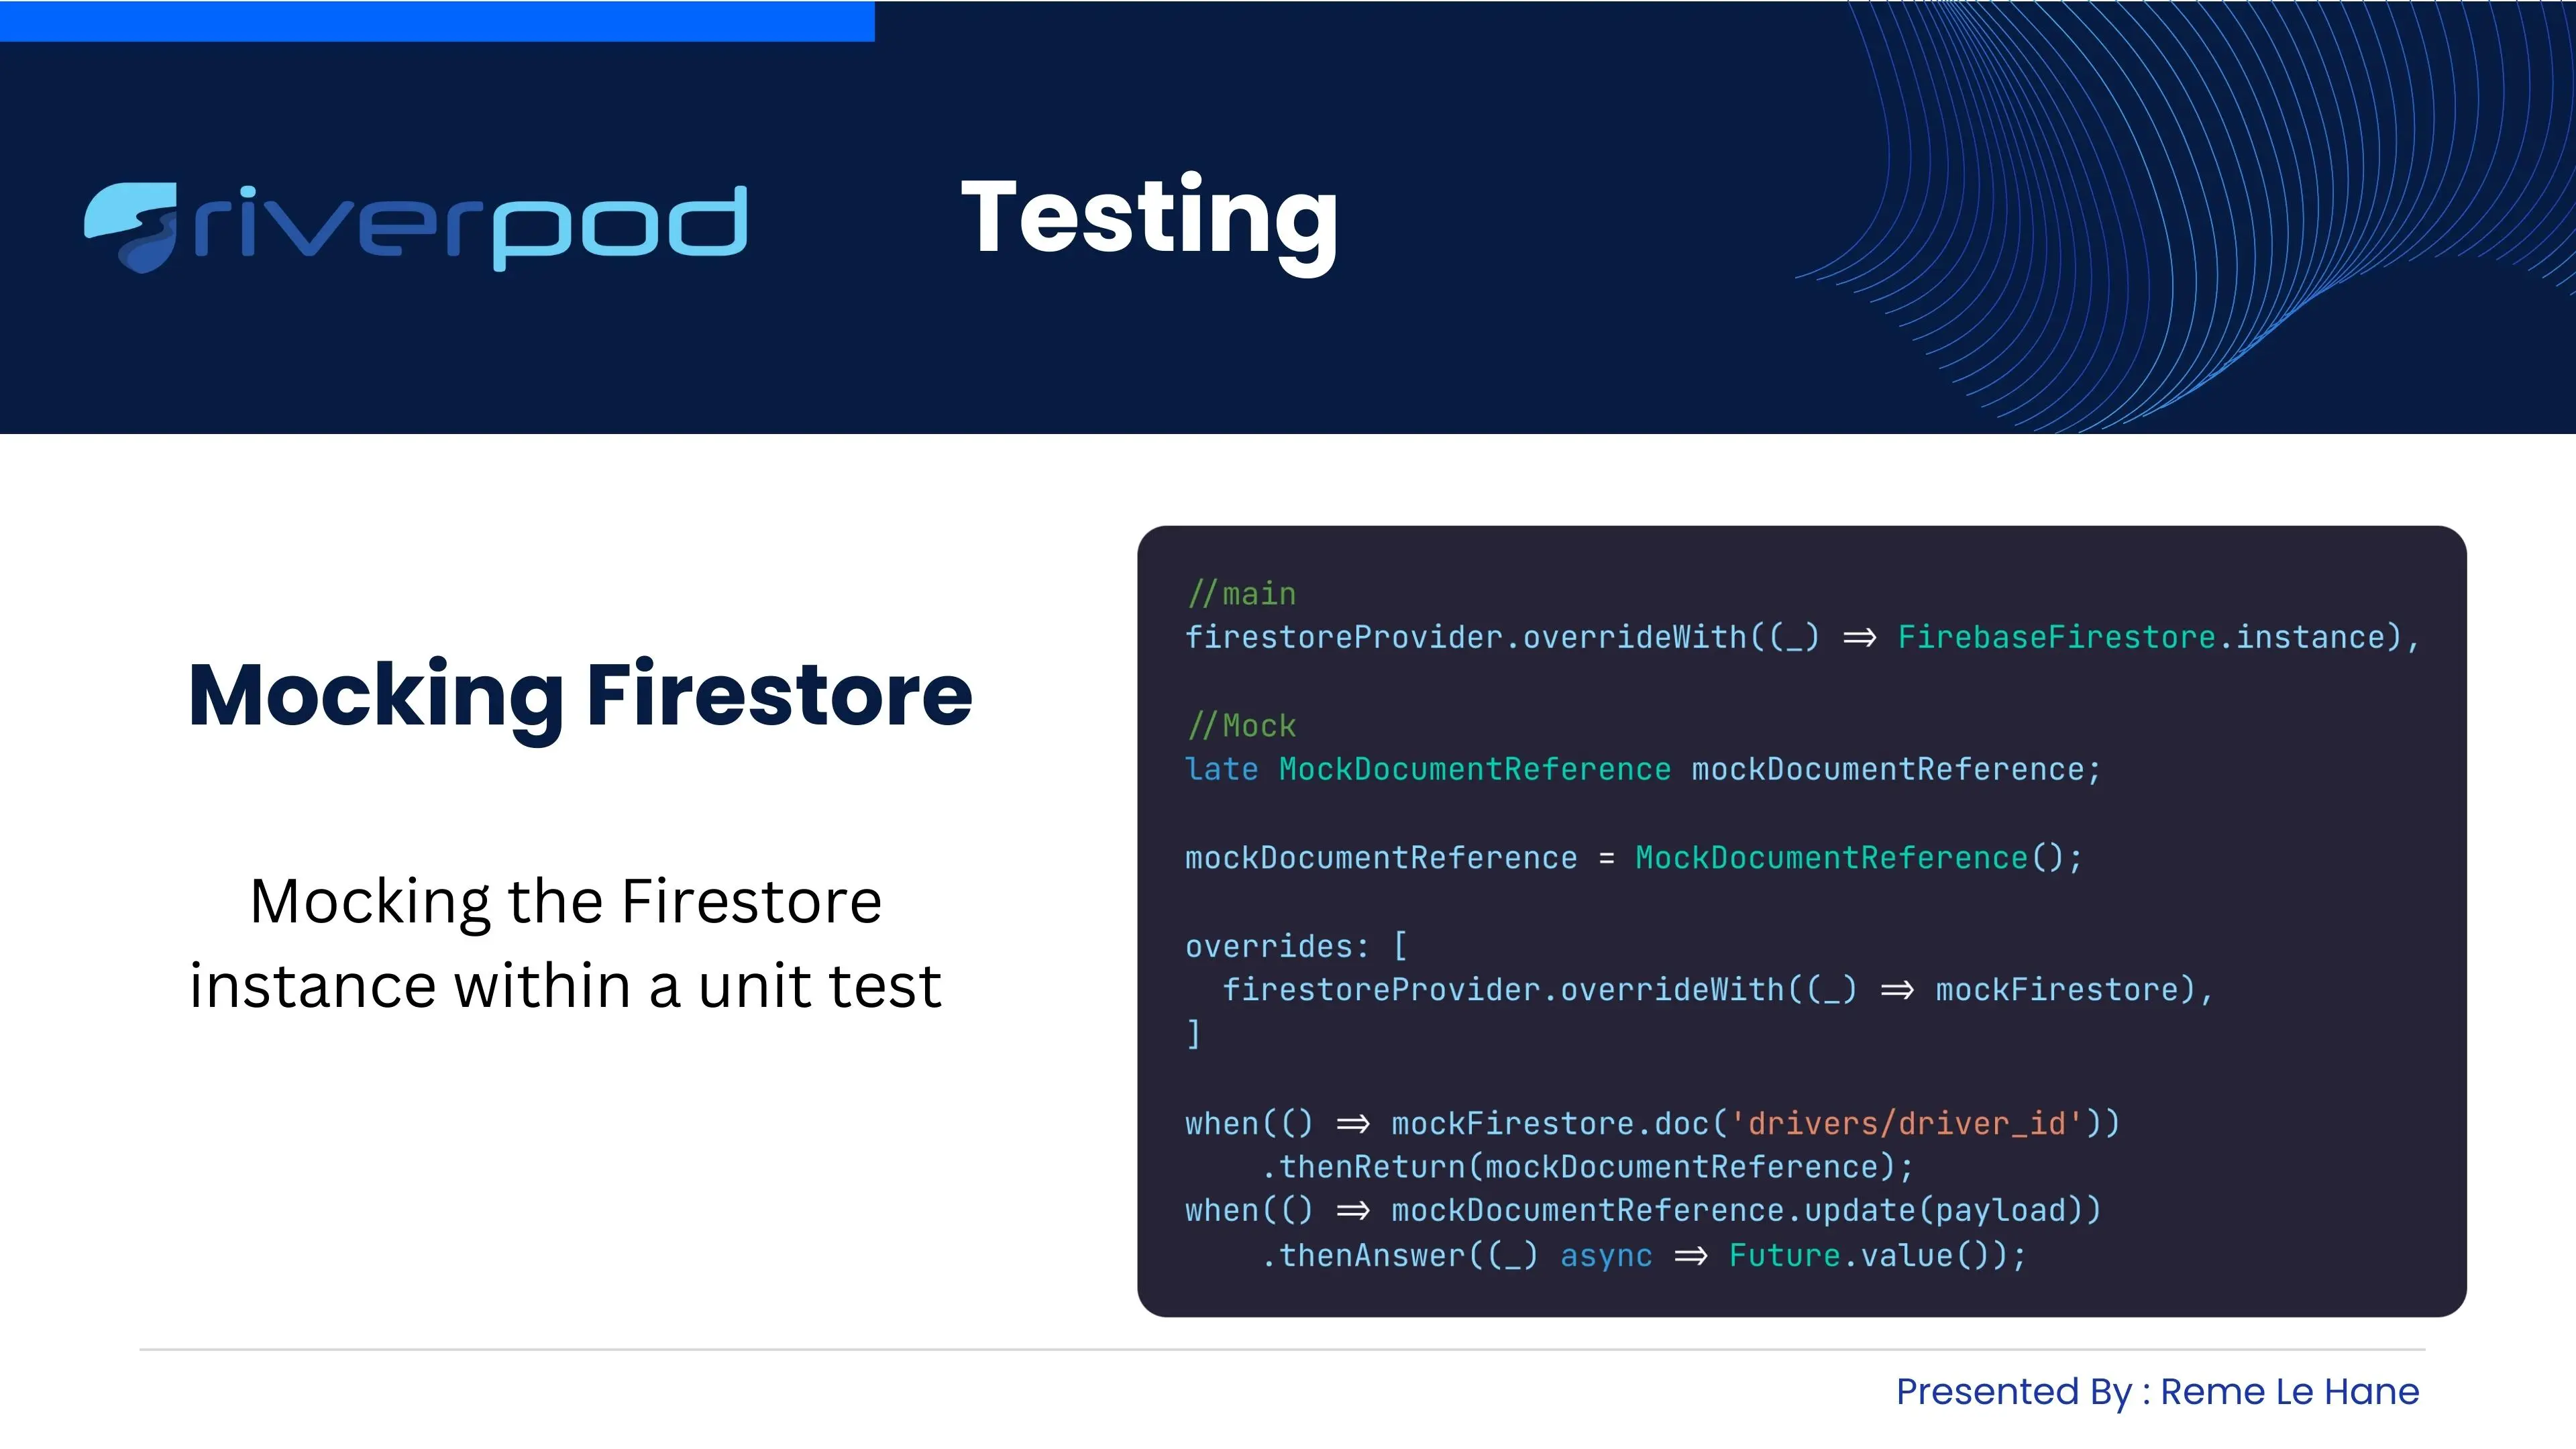 riverpod
Testing
Mocking Firestore
Mocking the Firestore
instance within a unit test
//main
firestoreProvider.overrideWith((_) => FirebaseFirestore.instance),
//Mock
late MockDocumentReference mockDocumentReference;
mockDocumentReference = MockDocumentReference();
overrides: [
  firestoreProvider.overrideWith((_) => mockFirestore),
]
when(() => mockFirestore.doc('drivers/driver_id'))
    .thenReturn(mockDocumentReference);
when(() => mockDocumentReference.update(payload))
    .thenAnswer((_) async => Future.value());
Presented By : Reme Le Hane